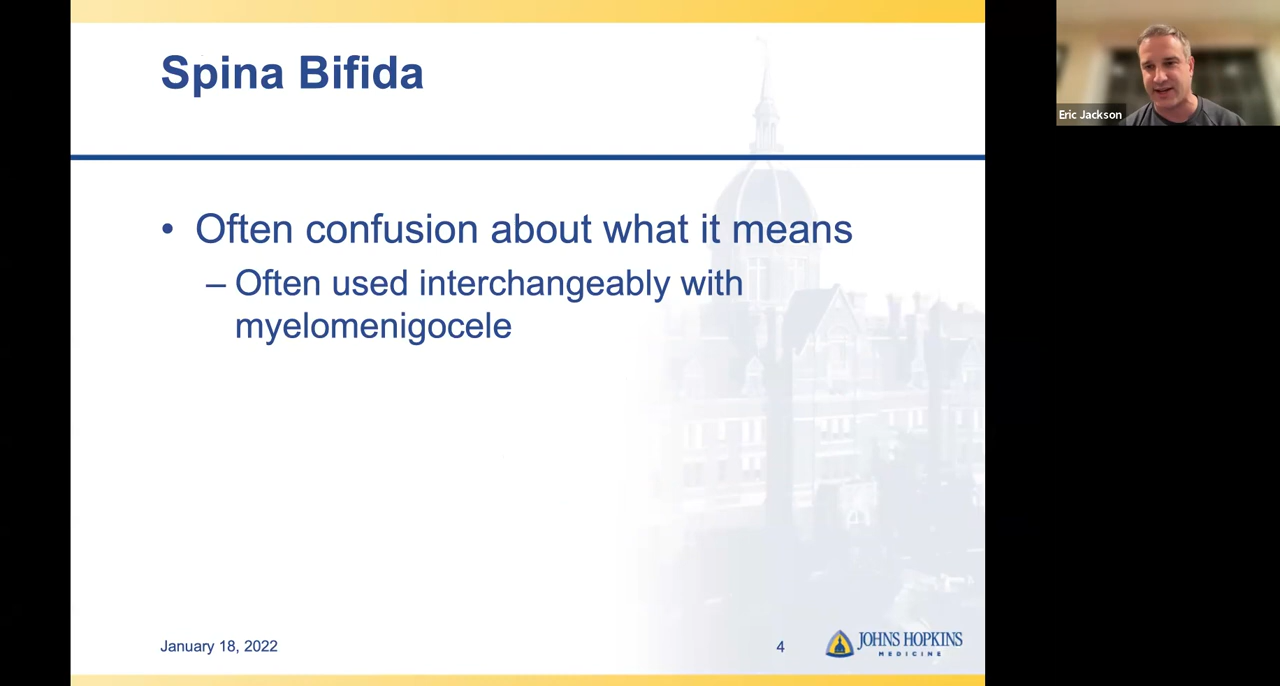 Spina Bifida
• Often confusion about what it means
– Often used interchangeably with
myelomenigocele
January 18, 2022
4
JOHNS HOPKINS
MEDICINE
Eric Jackson